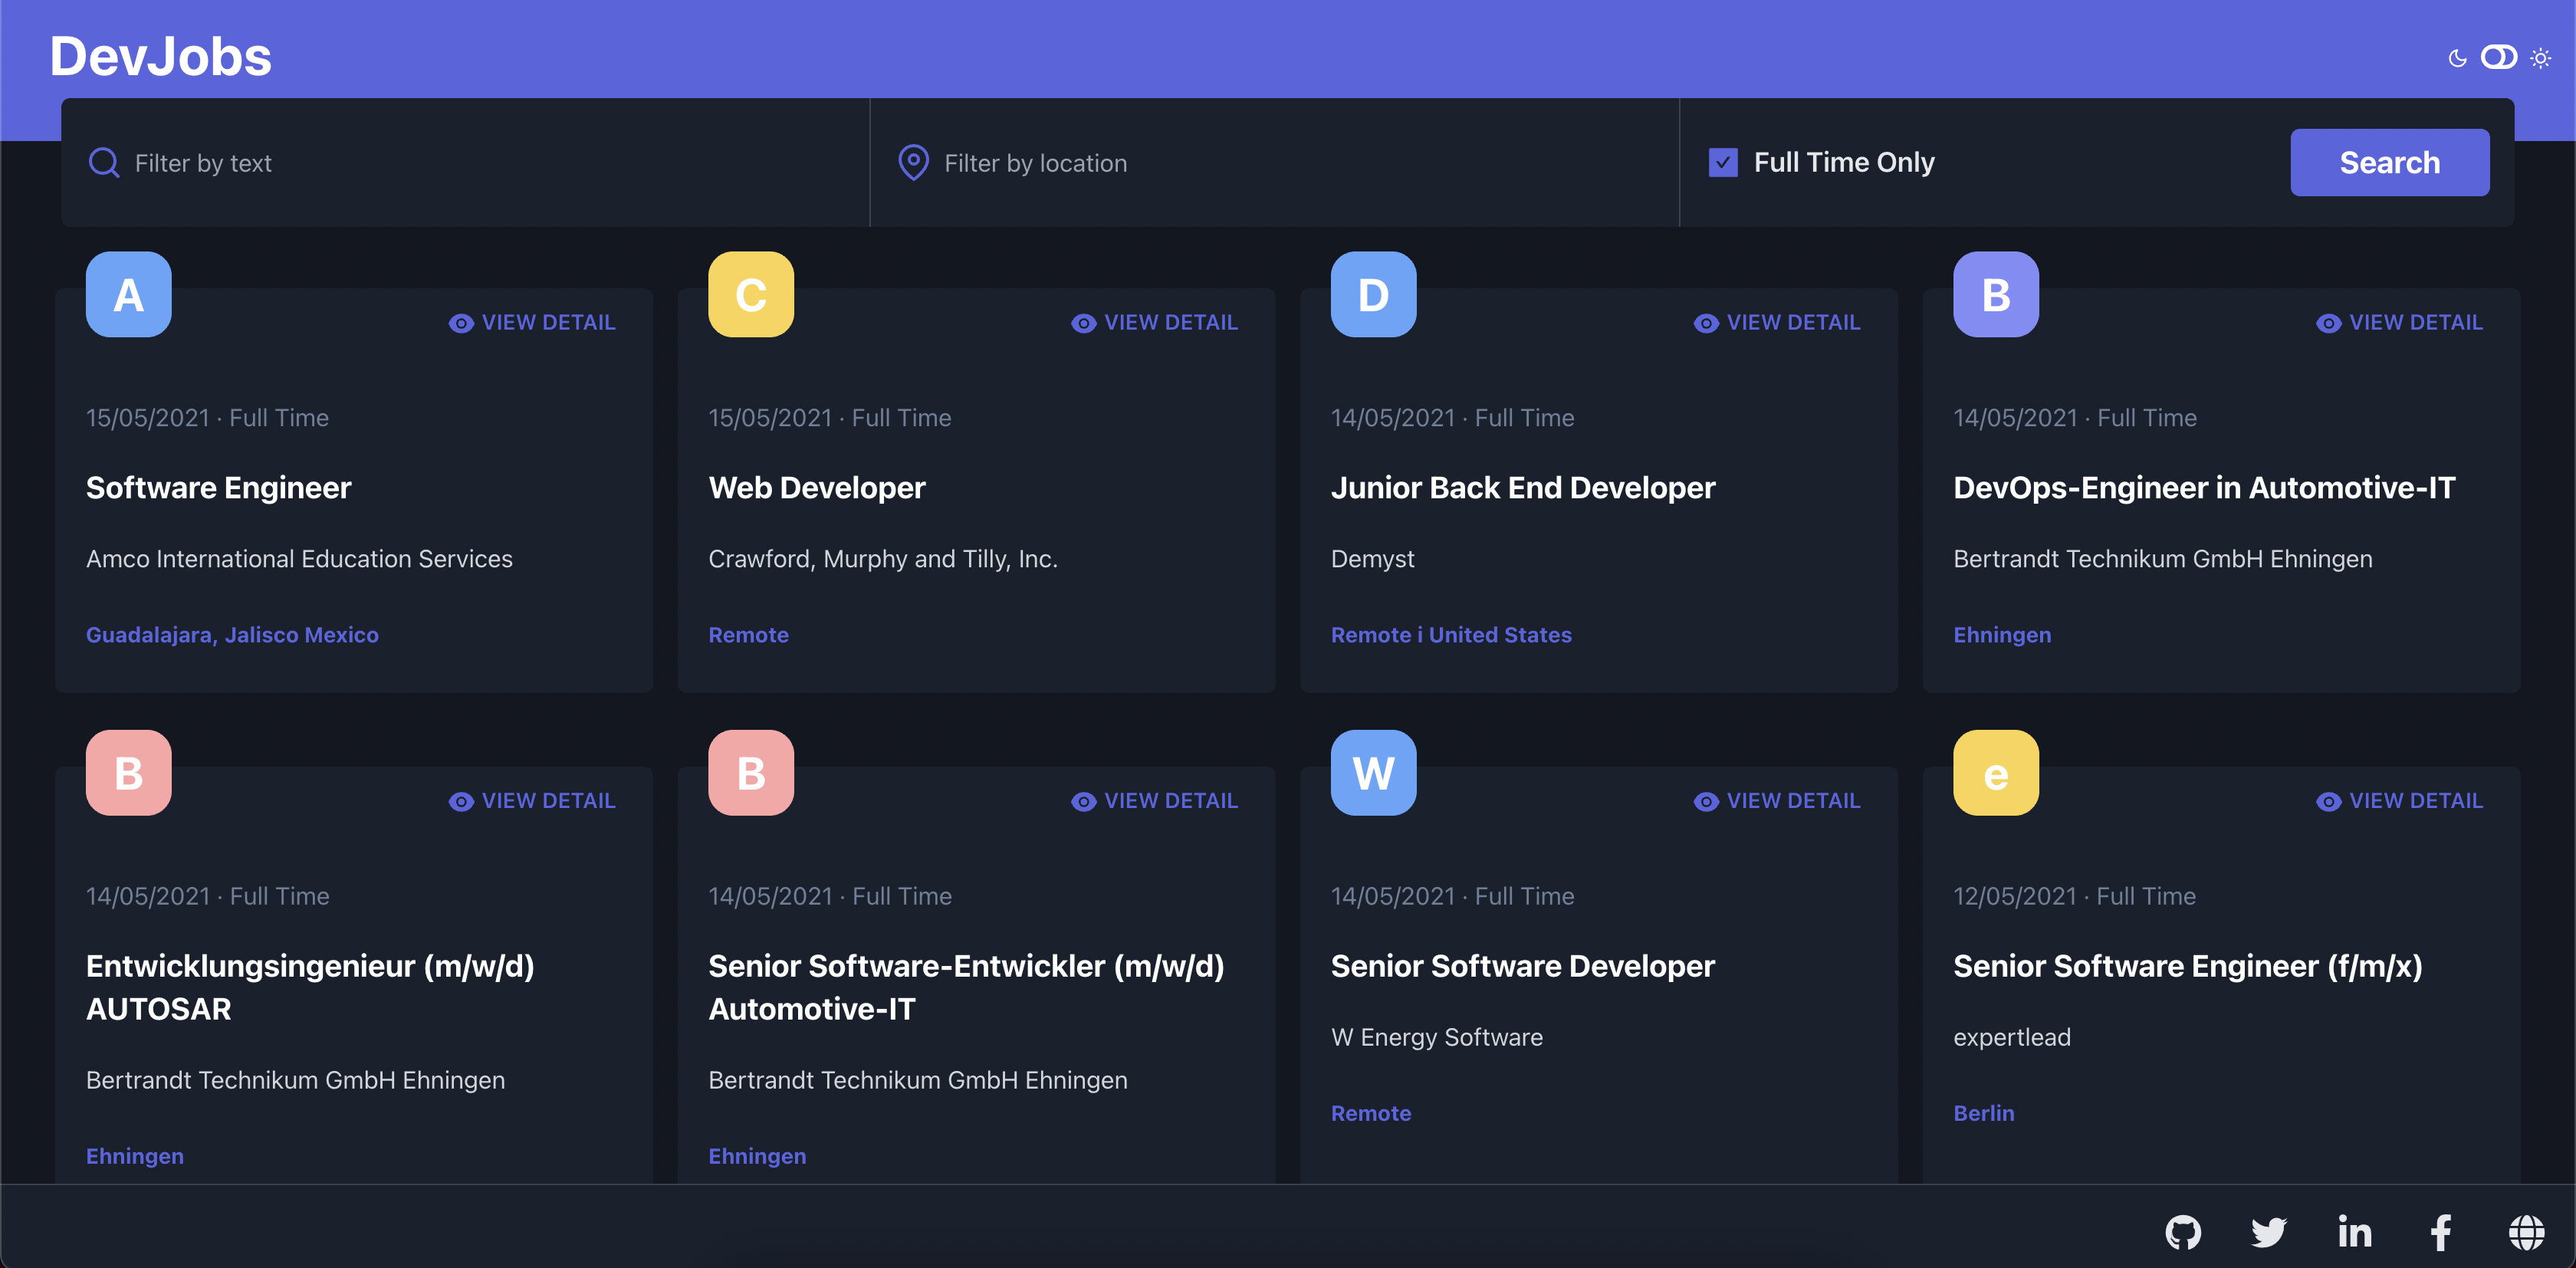 DevJobs
Filter by text
Filter by location
Full Time Only
Search
A
VIEW DETAIL
15/05/2021 · Full Time
Software Engineer
Amco International Education Services
Guadalajara, Jalisco Mexico
C
VIEW DETAIL
15/05/2021 · Full Time
Web Developer
Crawford, Murphy and Tilly, Inc.
Remote
D
VIEW DETAIL
14/05/2021 · Full Time
Junior Back End Developer
Demyst
Remote i United States
B
VIEW DETAIL
14/05/2021 · Full Time
DevOps-Engineer in Automotive-IT
Bertrandt Technikum GmbH Ehningen
Ehningen
B
VIEW DETAIL
14/05/2021 · Full Time
Entwicklungsingenieur (m/w/d)
AUTOSAR
Bertrandt Technikum GmbH Ehningen
Ehningen
B
VIEW DETAIL
14/05/2021 · Full Time
Senior Software-Entwickler (m/w/d)
Automotive-IT
Bertrandt Technikum GmbH Ehningen
Ehningen
W
VIEW DETAIL
14/05/2021 · Full Time
Senior Software Developer
W Energy Software
Remote
e
VIEW DETAIL
12/05/2021 · Full Time
Senior Software Engineer (f/m/x)
expertlead
Berlin